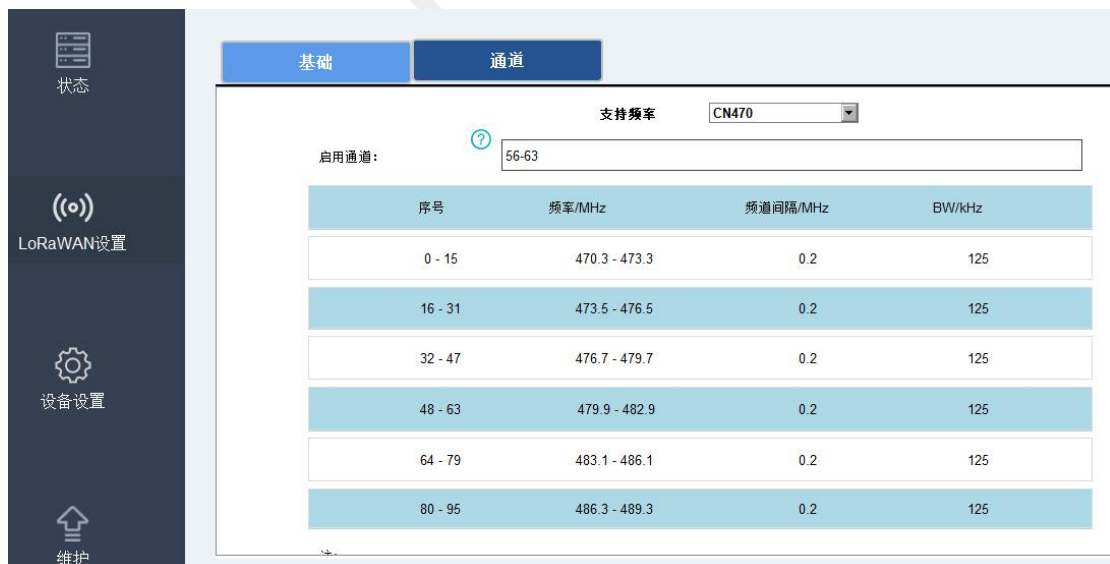 状态
LoRaWAN设置
设备设置
维护
基础 通道
支持频率 CN470
启用通道: ? 56-63
序号 频率/MHz 频道间隔/MHz BW/kHz
0 - 15 470.3 - 473.3 0.2 125
16 - 31 473.5 - 476.5 0.2 125
32 - 47 476.7 - 479.7 0.2 125
48 - 63 479.9 - 482.9 0.2 125
64 - 79 483.1 - 486.1 0.2 125
80 - 95 486.3 - 489.3 0.2 125